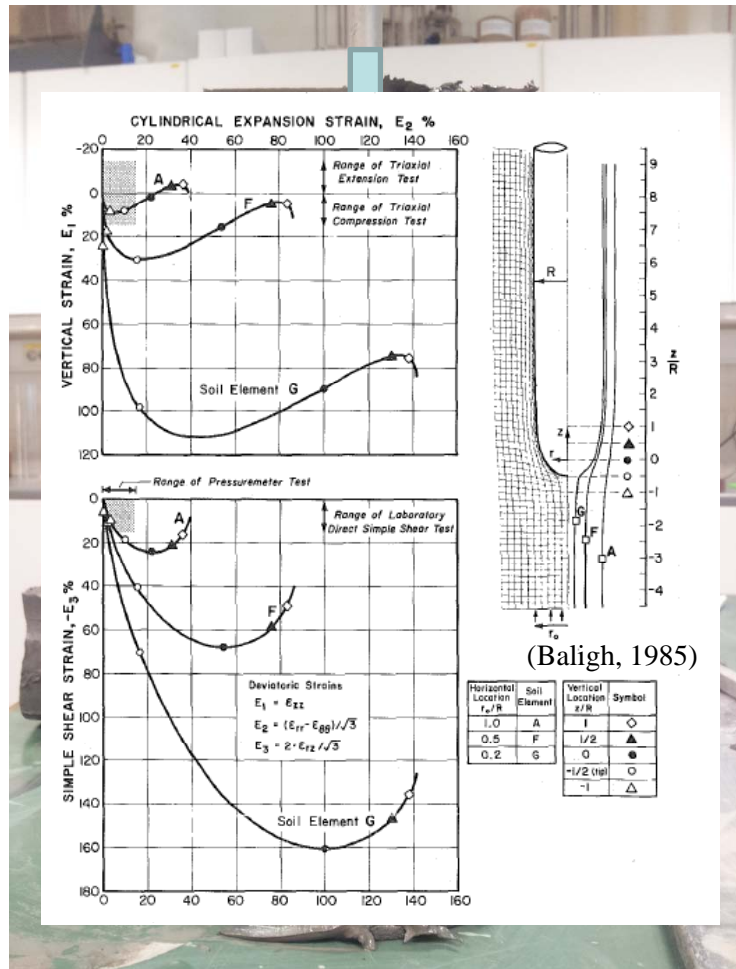 CYLINDRICAL EXPANSION STRAIN, E2 %
0 20 40 60 80 100 120 140 160
-20
0
20
40
60
80
100
120
VERTICAL STRAIN, E1 %
A
F
Soil Element G
Range of Triaxial
Extension Test
Range of Triaxial
Compression Test
Range of Pressuremeter Test
0
20
40
60
80
100
120
140
160
180
SIMPLE SHEAR STRAIN, -E3 %
A
F
Range of Laboratory
Direct Simple Shear Test
Deviatoric Strains
E1 = εzz
E2 = (εrr-εθθ)/√3
E3 = 2·εrz/√3
Soil Element G
0 20 40 60 80 100 120 140 160
R
z
r
G
F
A
ro
9
8
7
6
5
4
3
2
1
0
-1
-2
-3
-4
z/R
(Baligh, 1985)
Horizontal Location ro/R Soil Element
1.0 A
0.5 F
0.2 G
Vertical Location z/R Symbol
1 ◇
1/2 ▲
0 ●
-1/2 (tip) ○
-1 △